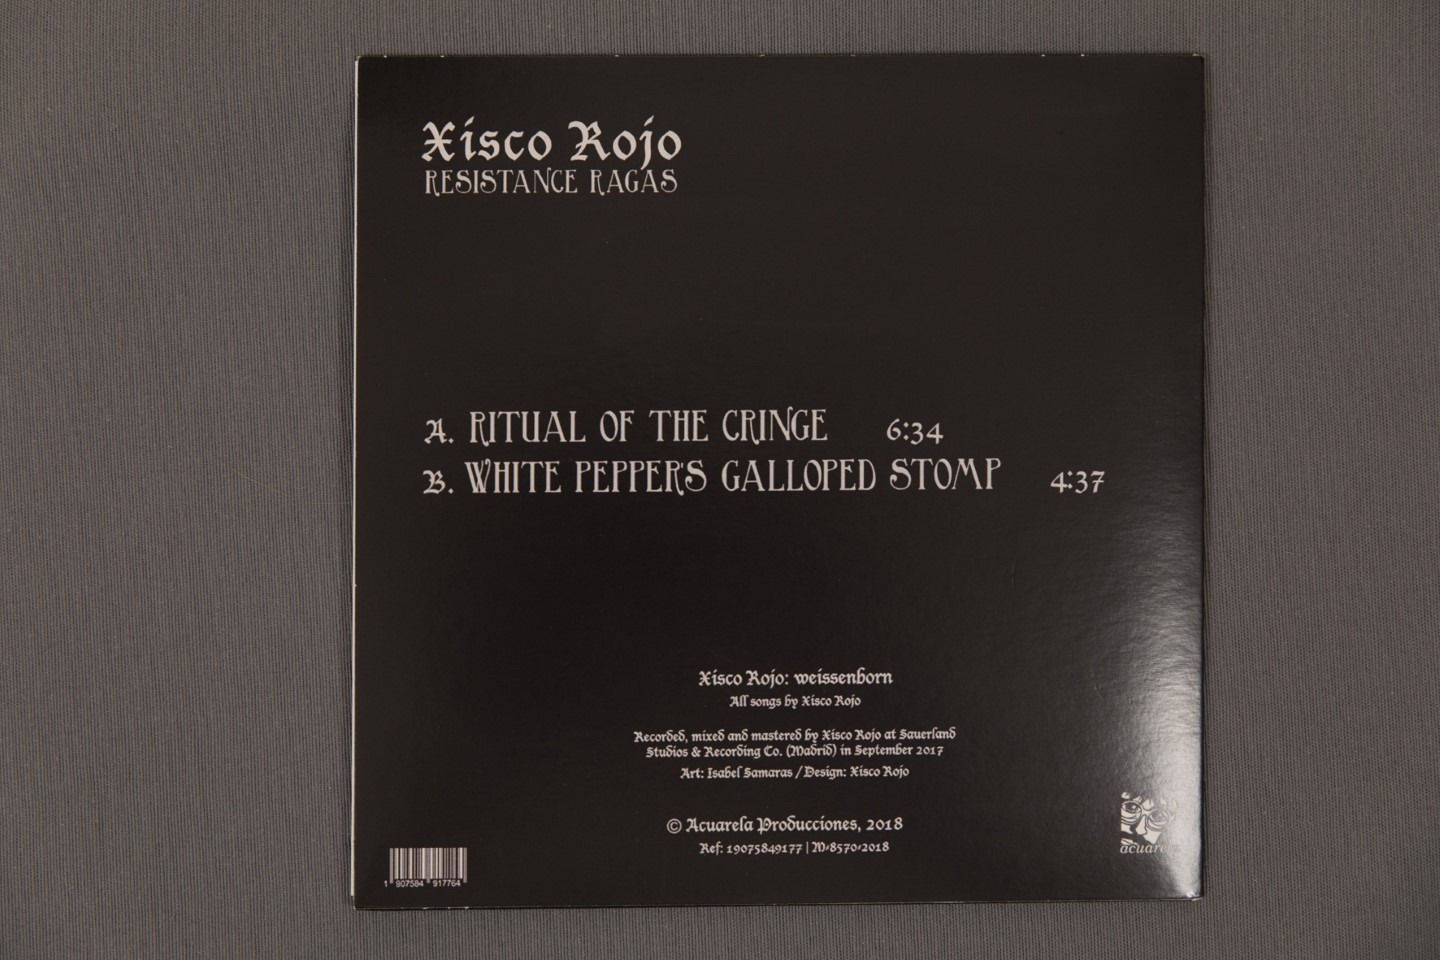 Xisco Rojo
RESISTANCE RAGAS
A. RITUAL OF THE CRINGE 6:34
B. WHITE PEPPER'S GALLOPED STOMP 4:37
Xisco Rojo: weissenborn
All songs by Xisco Rojo
Recorded, mixed and mastered by Xisco Rojo at Sauerland
Studios & Recording Co. (Madrid) in September 2017
Art: Isabel Samaras / Design: Xisco Rojo
© Acuarela Producciones, 2018
Ref: 19075849177 | M-8570-2018
acuarela
1 907584 917764